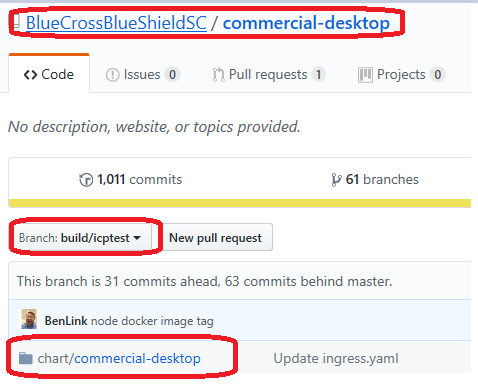 BlueCrossBlueShieldSC / commercial-desktop
Code Issues 0 Pull requests 1 Projects 0
No description, website, or topics provided.
1,011 commits 61 branches
Branch: build/icptest New pull request
This branch is 31 commits ahead, 63 commits behind master.
BenLink node docker image tag
chart/commercial-desktop Update ingress.yaml